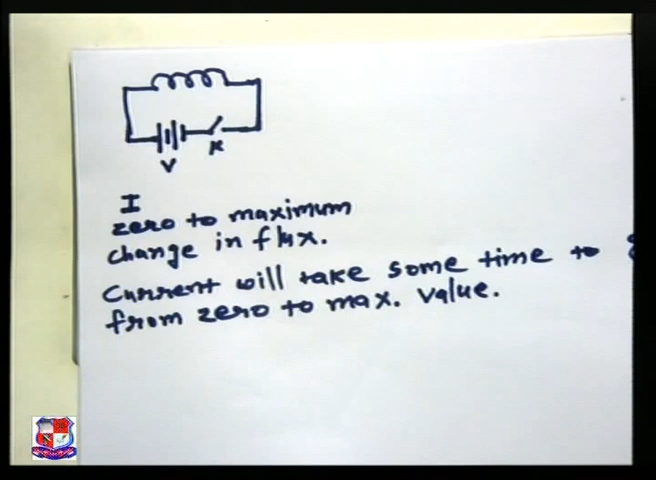 V
K
I
zero to maximum
change in flux.
Current will take some time to
from zero to max. value.